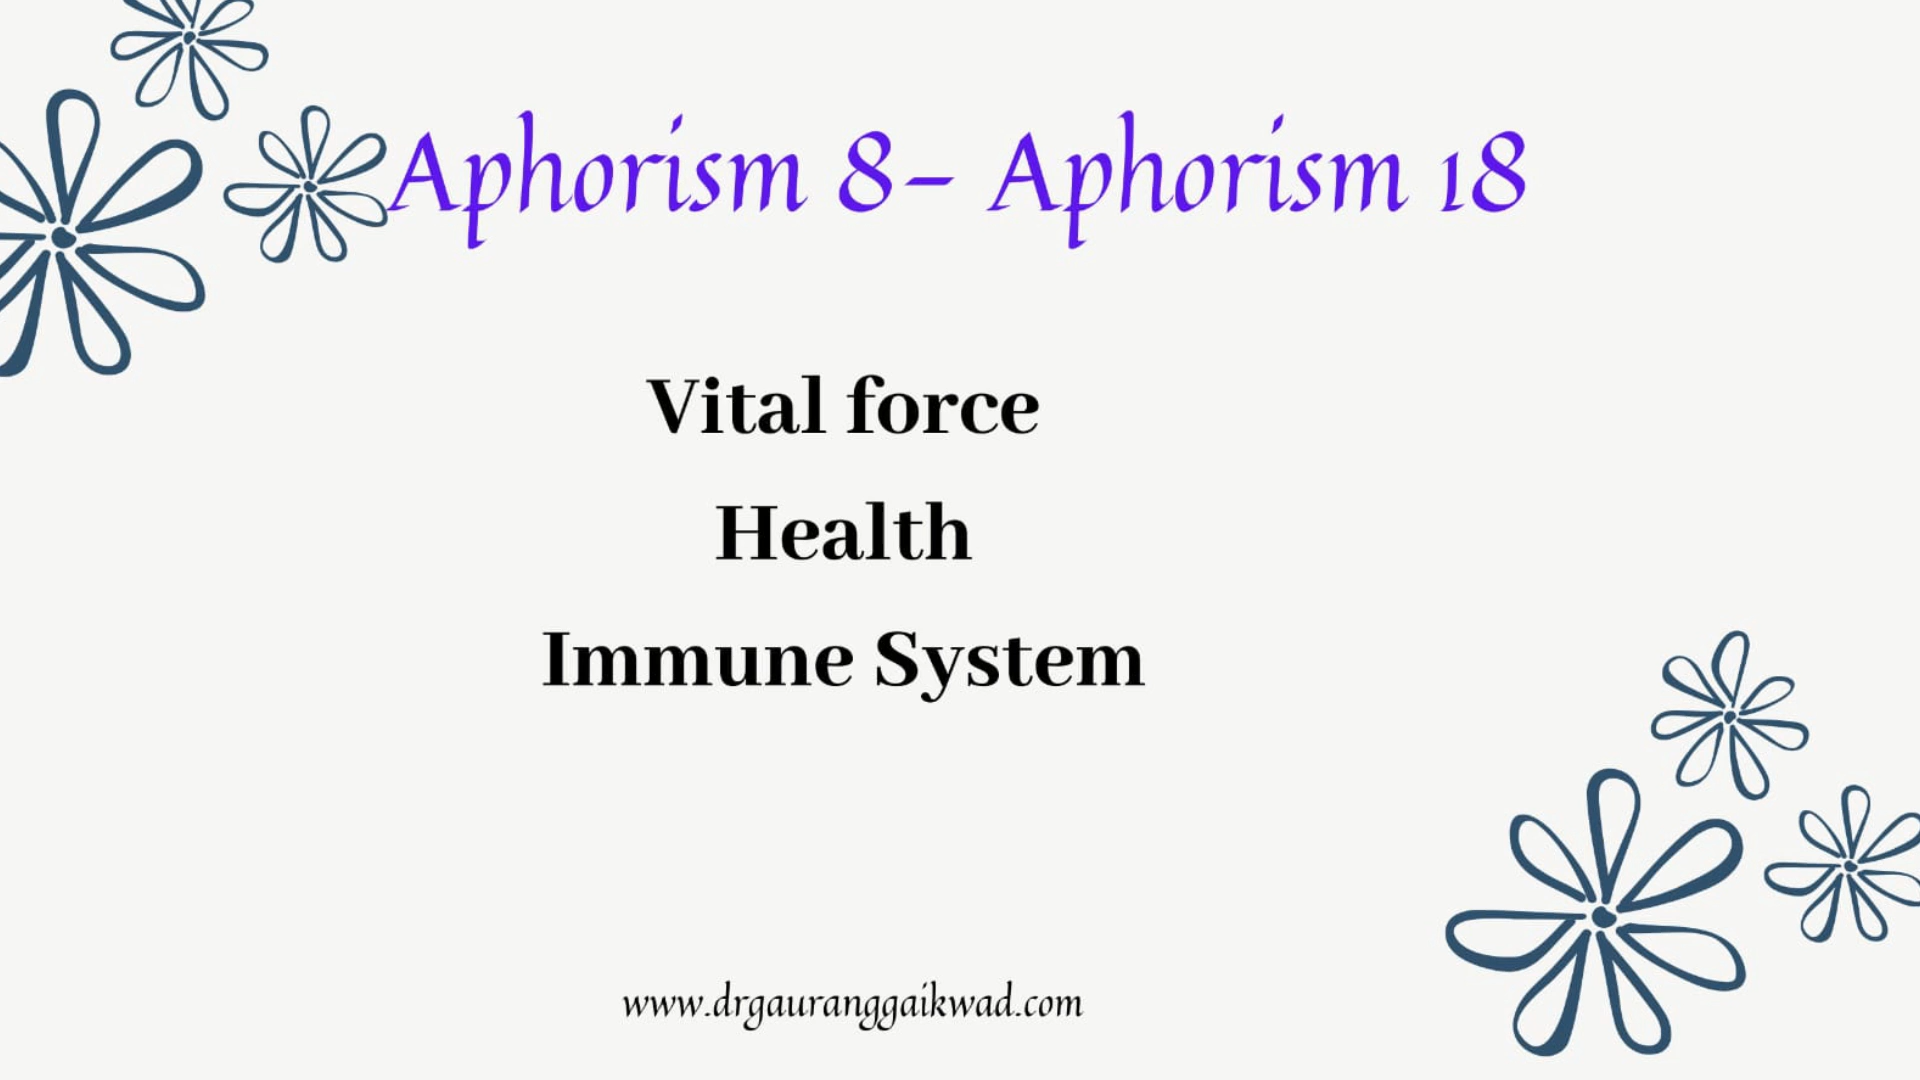 Aphorism 8- Aphorism 18
Vital force
Health
Immune System
www.drgauranggaikwad.com